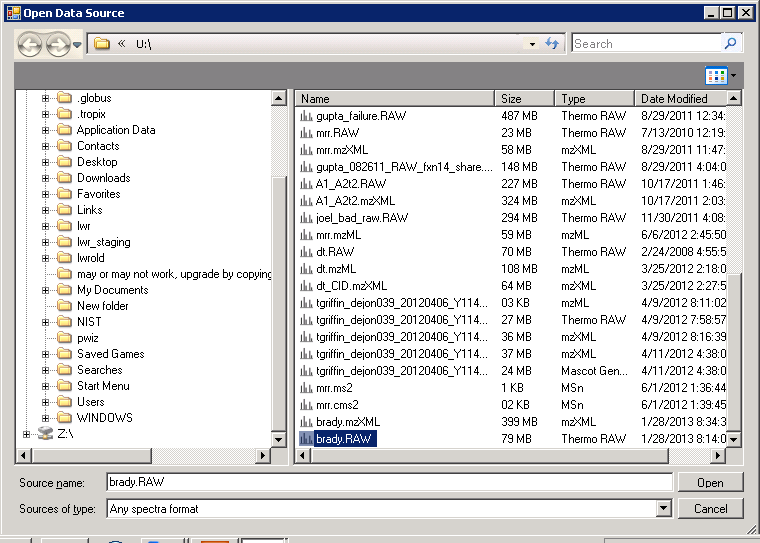 Open Data Source
« U:\
Search
.globus
.tropix
Application Data
Contacts
Desktop
Downloads
Favorites
Links
lwr
lwr_staging
lwrold
may or may not work, upgrade by copying
My Documents
New folder
NIST
pwiz
Saved Games
Searches
Start Menu
Users
WINDOWS
Z:\
Name Size Type Date Modified
gupta_failure.RAW 487 MB Thermo RAW 8/29/2011 12:34:
mrr.RAW 23 MB Thermo RAW 7/13/2010 12:19:
mrr.mzXML 58 MB mzXML 8/29/2011 11:47:
gupta_082611_RAW_fxn14_share.... 148 MB Thermo RAW 8/29/2011 4:04:0
A1_A2t2.RAW 227 MB Thermo RAW 10/17/2011 1:46:
A1_A2t2.mzXML 324 MB mzXML 10/17/2011 2:03:
joel_bad_raw.RAW 294 MB Thermo RAW 11/30/2011 4:08:
mrr.mzML 59 MB mzML 6/6/2012 2:45:50
dt.RAW 70 MB Thermo RAW 2/24/2008 4:55:5
dt.mzML 108 MB mzML 3/25/2012 2:18:0
dt_CID.mzXML 64 MB mzXML 3/25/2012 2:27:5
tgriffin_dejon039_20120406_Y114... 03 KB mzML 4/9/2012 8:11:02
tgriffin_dejon039_20120406_Y114... 27 MB Thermo RAW 4/9/2012 7:58:57
tgriffin_dejon039_20120406_Y114... 36 MB mzXML 4/9/2012 8:16:39
tgriffin_dejon039_20120406_Y114... 37 MB mzXML 4/11/2012 4:38:0
tgriffin_dejon039_20120406_Y114... 24 MB Mascot Gen... 4/11/2012 4:38:0
mrr.ms2 1 KB MSn 6/1/2012 1:36:44
mrr.cms2 02 KB MSn 6/1/2012 1:39:45
brady.mzXML 399 MB mzXML 1/28/2013 8:34:3
brady.RAW 79 MB Thermo RAW 1/28/2013 8:14:0
Source name: brady.RAW Open
Sources of type: Any spectra format Cancel